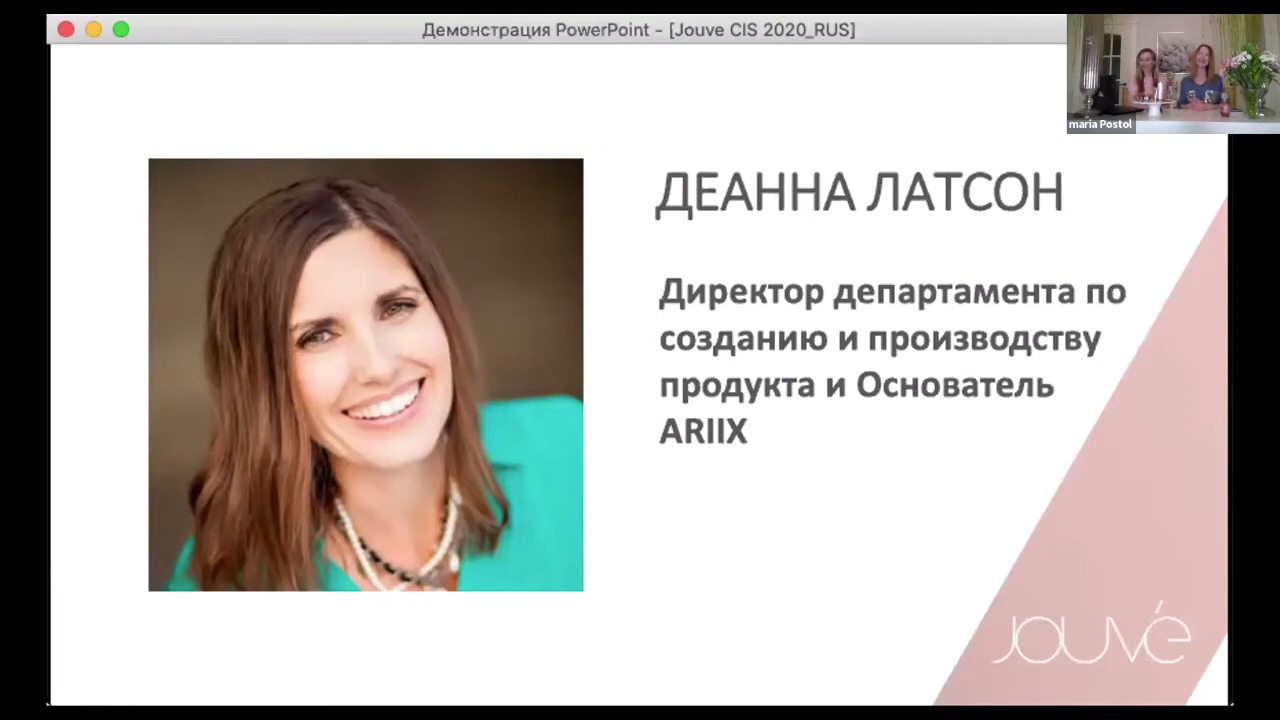 Демонстрация PowerPoint - [Jouve CIS 2020_RUS]
maria Postol
ДЕАННА ЛАТСОН
Директор департамента по
созданию и производству
продукта и Основатель
ARIIX
Jouvé